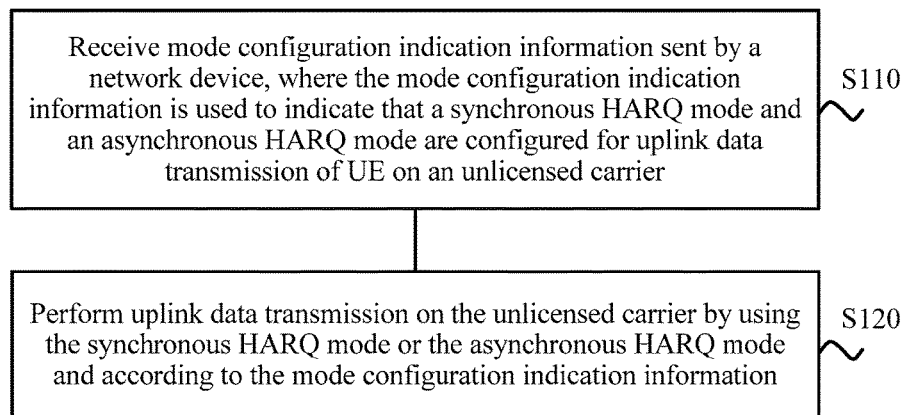 Receive mode configuration indication information sent by a
network device, where the mode configuration indication
information is used to indicate that a synchronous HARQ mode and
an asynchronous HARQ mode are configured for uplink data
transmission of UE on an unlicensed carrier
S110
Perform uplink data transmission on the unlicensed carrier by using
the synchronous HARQ mode or the asynchronous HARQ mode
and according to the mode configuration indication information
S120